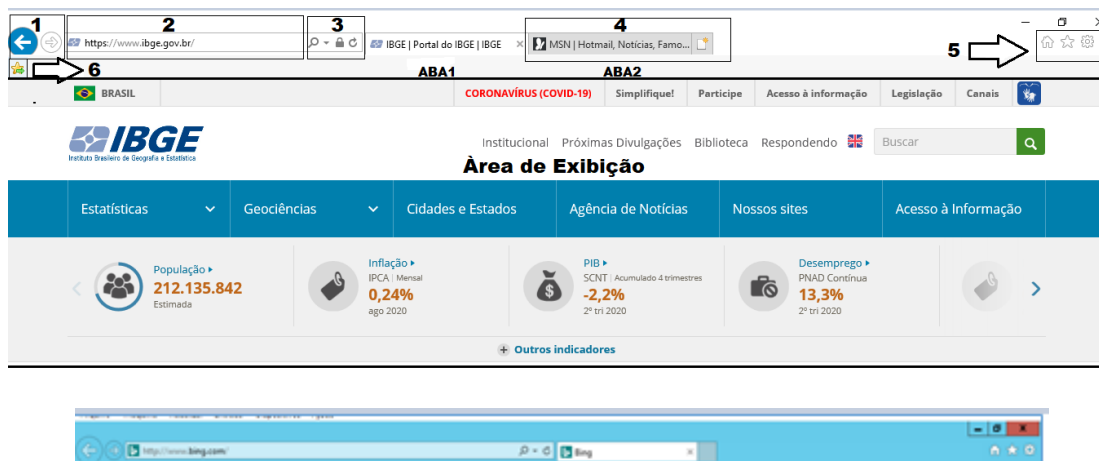 1 2 3 4
https://www.ibge.gov.br/ IBGE | Portal do IBGE | IBGE MSN | Hotmail, Notícias, Famo...
5
6 ABA1 ABA2
BRASIL CORONAVÍRUS (COVID-19) Simplifique! Participe Acesso à informação Legislação Canais
IBGE
Instituto Brasileiro de Geografia e Estatística
Institucional Próximas Divulgações Biblioteca Respondendo Buscar
Àrea de Exibição
Estatísticas Geociências Cidades e Estados Agência de Notícias Nossos sites Acesso à Informação
População
212.135.842
Estimada
Inflação
IPCA | Mensal
0,24%
ago 2020
PIB
SCNT | Acumulado 4 trimestres
-2,2%
2º tri 2020
Desemprego
PNAD Contínua
13,3%
2º tri 2020
+ Outros indicadores
http://www.bing.com/ Bing